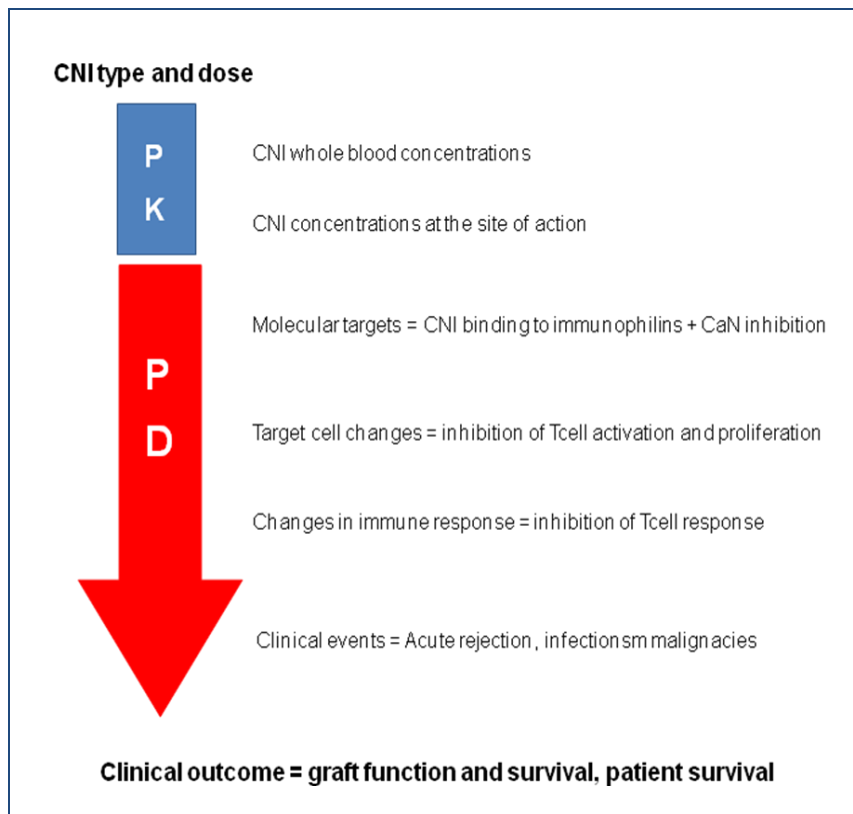 CNI type and dose
P
K
CNI whole blood concentrations
CNI concentrations at the site of action
P
D
Molecular targets = CNI binding to immunophilins + CaN inhibition
Target cell changes = inhibition of Tcell activation and proliferation
Changes in immune response = inhibition of Tcell response
Clinical events = Acute rejection, infectionsm malignacies
Clinical outcome = graft function and survival, patient survival